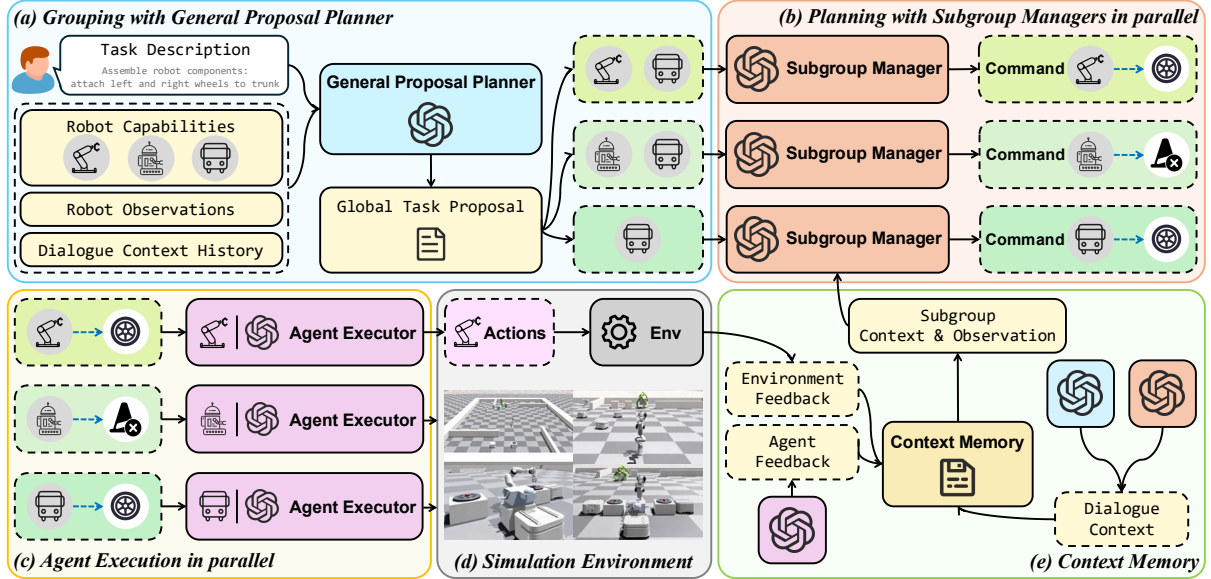 (a) Grouping with General Proposal Planner
Task Description
Assemble robot components:
attach left and right wheels to trunk
Robot Capabilities
Robot Observations
Dialogue Context History
General Proposal Planner
Global Task Proposal
(b) Planning with Subgroup Managers in parallel
Subgroup Manager
Command
Subgroup Manager
Command
Subgroup Manager
Command
Agent Executor
Agent Executor
Agent Executor
(c) Agent Execution in parallel
Actions
Env
(d) Simulation Environment
Subgroup
Context & Observation
Environment
Feedback
Agent
Feedback
Context Memory
Dialogue
Context
(e) Context Memory